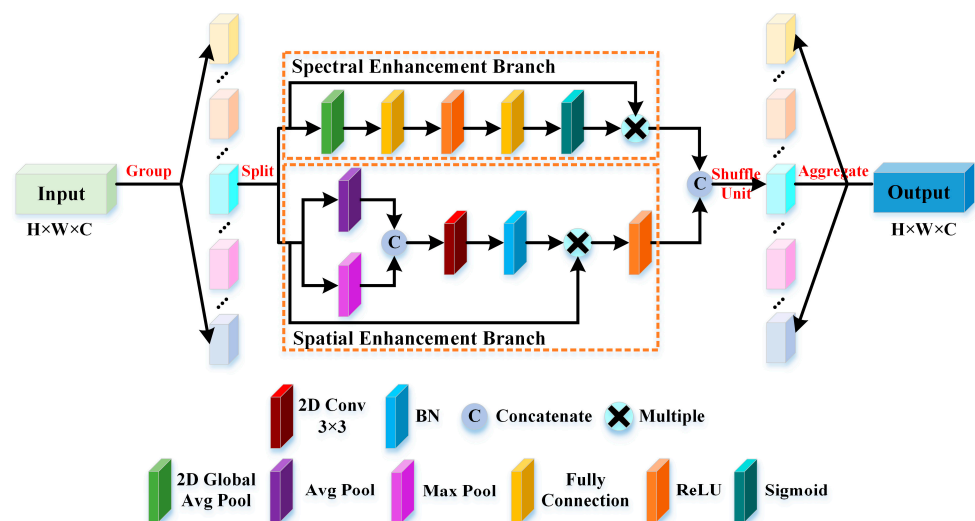 Spectral Enhancement Branch
Group
Split
Input
H×W×C
C
C
Shuffle
Unit
Aggregate
Output
H×W×C
Spatial Enhancement Branch
2D Conv
3×3
BN
C
Concatenate
Multiple
2D Global
Avg Pool
Avg Pool
Max Pool
Fully
Connection
ReLU
Sigmoid